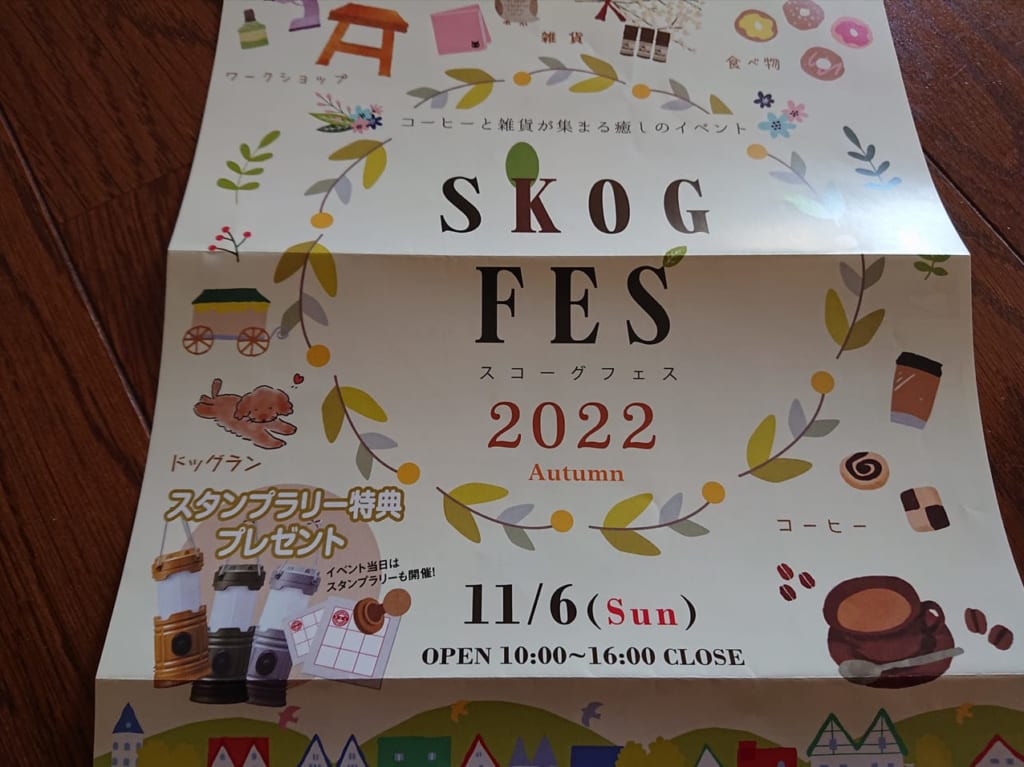 雑貨
食べ物
ワークショップ
コーヒーと雑貨が集まる癒しのイベント
SKOG
FES
スコーグフェス
2022
Autumn
ドッグラン
スタンプラリー特典
プレゼント
イベント当日は
スタンプラリーも開催!
コーヒー
11/6(Sun)
OPEN 10:00~16:00 CLOSE